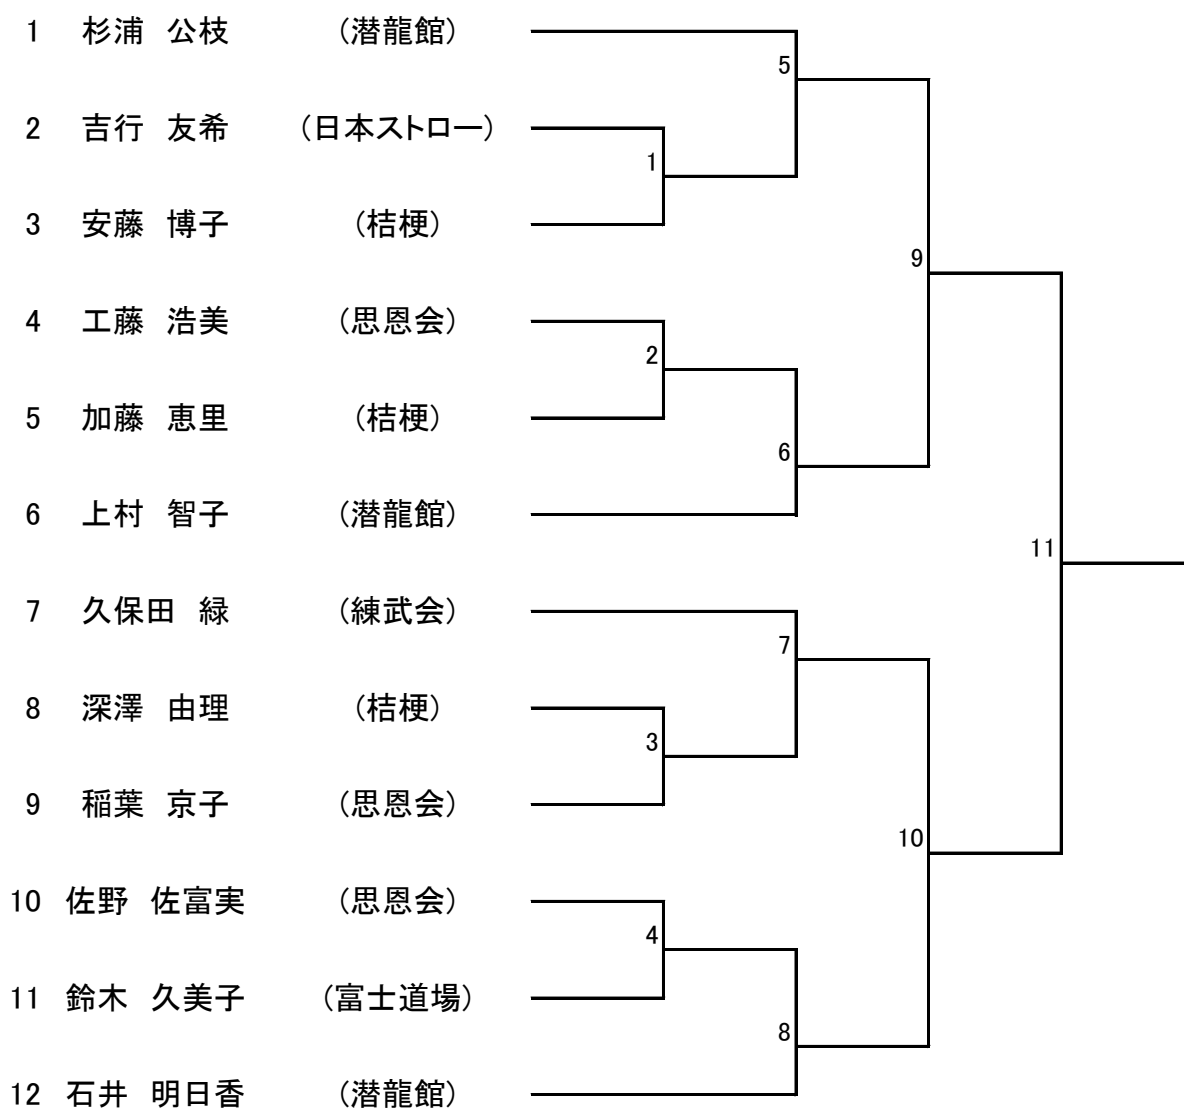 1 杉浦 公枝 (潜龍館)
5
2 吉行 友希 (日本ストロー)
1
3 安藤 博子 (桔梗)
9
4 工藤 浩美 (思恩会)
2
5 加藤 恵里 (桔梗)
6
6 上村 智子 (潜龍館)
11
7 久保田 緑 (練武会)
7
8 深澤 由理 (桔梗)
3
9 稲葉 京子 (思恩会)
10
10 佐野 佐富実 (思恩会)
4
11 鈴木 久美子 (富士道場)
8
12 石井 明日香 (潜龍館)